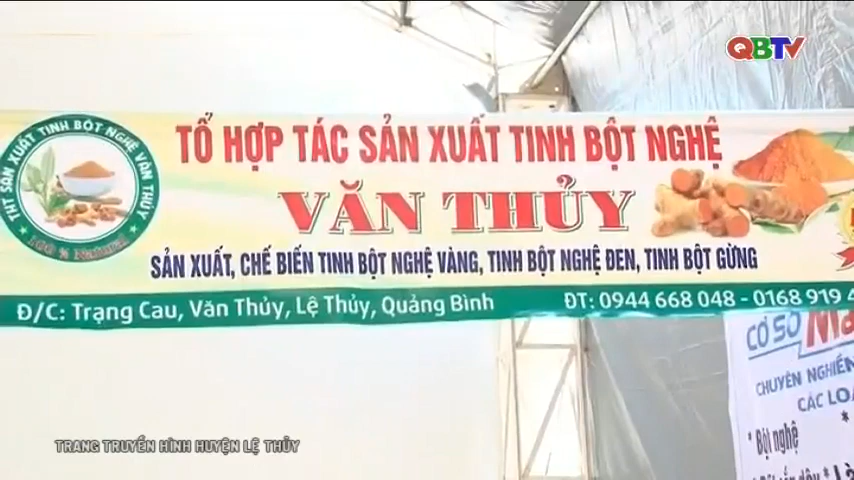 QBTV
TỔ HỢP TÁC SẢN XUẤT TINH BỘT NGHỆ
VĂN THỦY
THT SẢN XUẤT TINH BỘT NGHỆ VĂN THỦY
100 % Natural
SẢN XUẤT, CHẾ BIẾN TINH BỘT NGHỆ VÀNG, TINH BỘT NGHỆ ĐEN, TINH BỘT GỪNG
Đ/C: Trạng Cau, Văn Thủy, Lệ Thủy, Quảng Bình ĐT: 0944 668 048 - 0168 919
CƠ SỞ
CHUYÊN NGHIỀN
CÁC
* Bột nghệ
TRANG TRUYỀN HÌNH HUYỆN LỆ THỦY